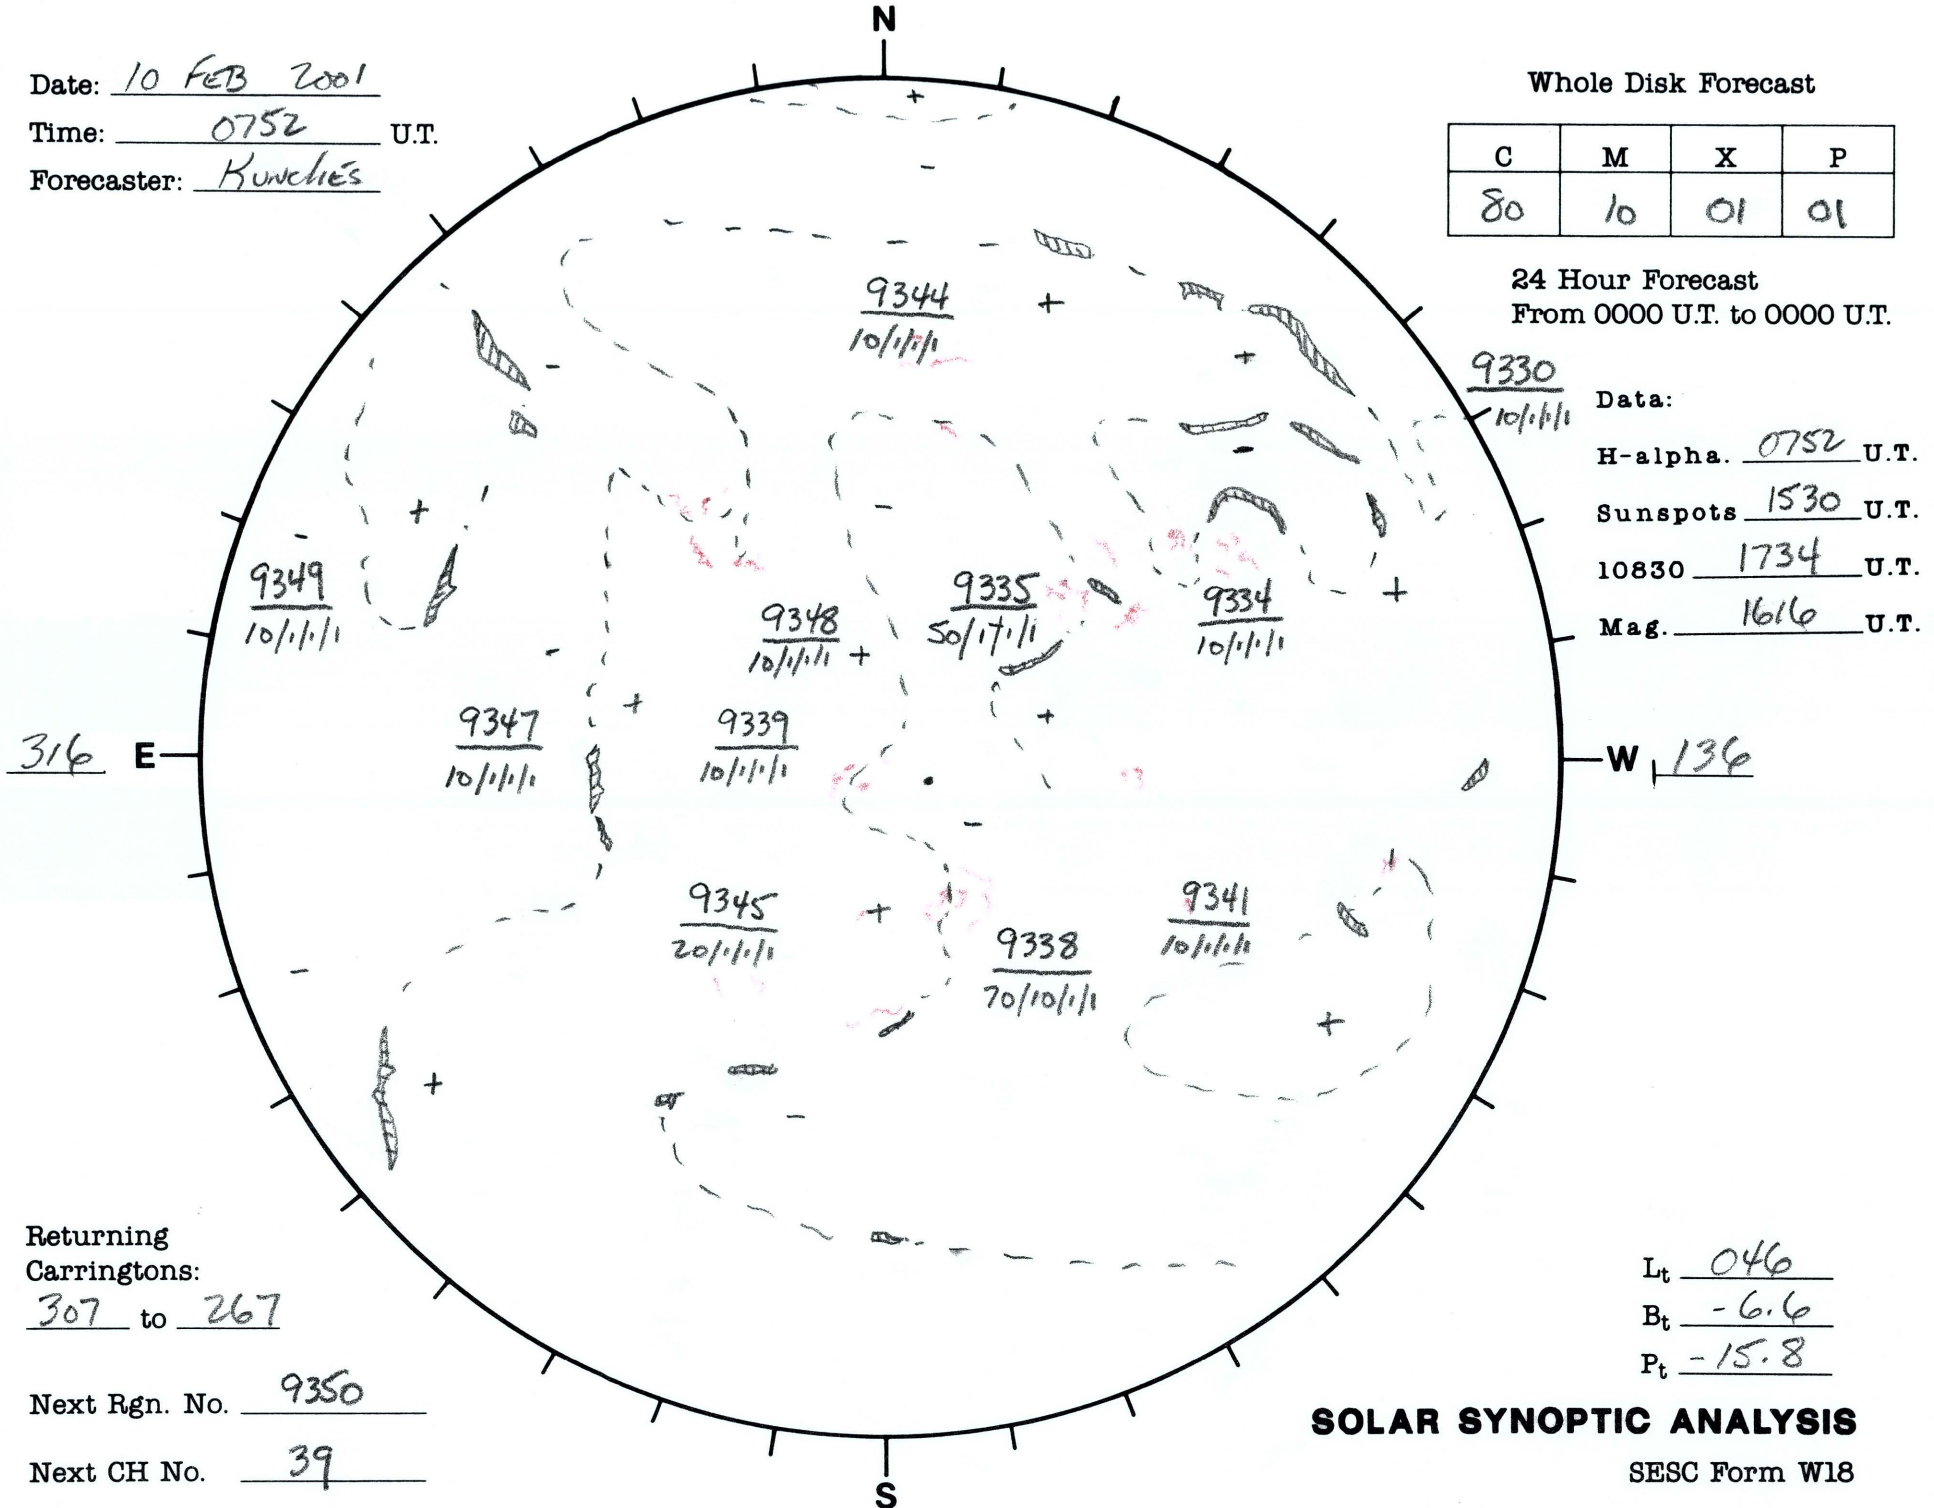 N
Date: 10 FEB 2001
Time: 0752 U.T.
Forecaster: Kunches
Whole Disk Forecast
C M X P
80 10 01 01
24 Hour Forecast
From 0000 U.T. to 0000 U.T.
9344
10/1/1/1
9330
10/1/1/1
Data:
H-alpha. 0752 U.T.
Sunspots 1530 U.T.
10830 1734 U.T.
Mag. 1616 U.T.
9349
10/1/1/1
9348
10/1/1/1
9335
50/1/1/1
9334
10/1/1/1
9347
10/1/1/1
9339
10/1/1/1
316 E
W 136
9345
20/1/1/1
9338
70/10/1/1
9341
10/1/1/1
Returning
Carringtons:
307 to 267
Next Rgn. No. 9350
Next CH No. 39
Lt 046
Bt -6.6
Pt -15.8
SOLAR SYNOPTIC ANALYSIS
SESC Form W18
S